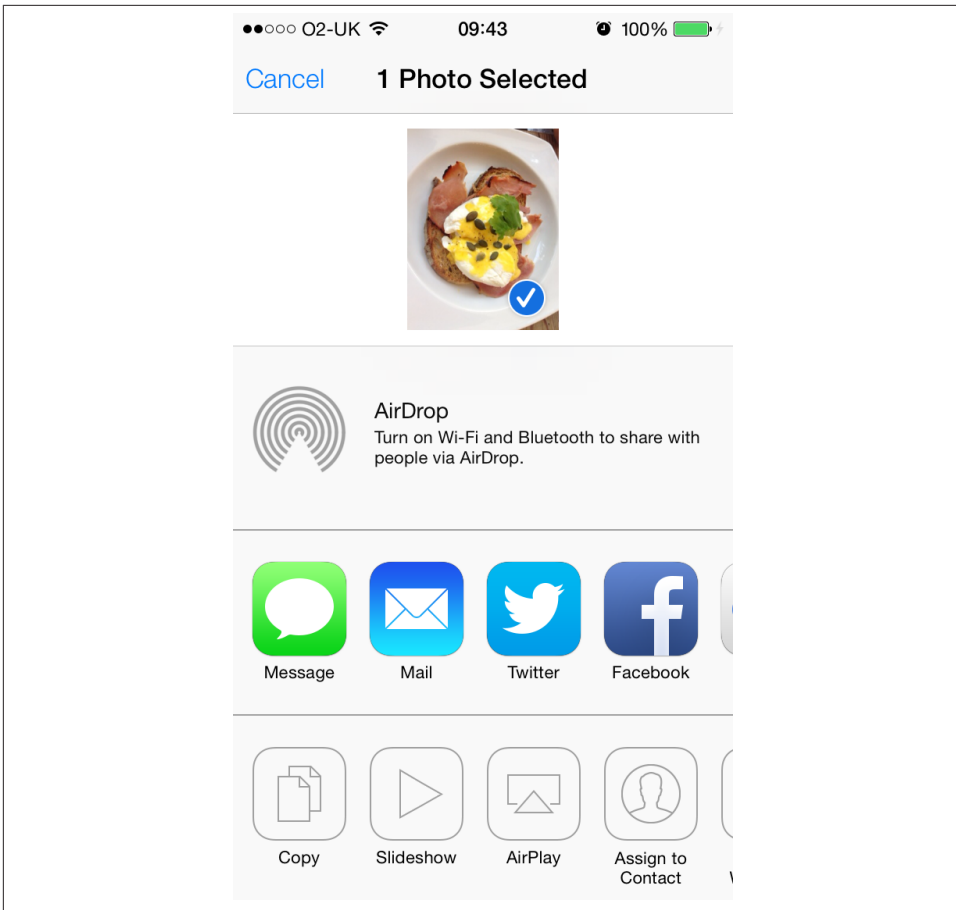 O2-UK 09:43 100%
Cancel 1 Photo Selected
AirDrop
Turn on Wi-Fi and Bluetooth to share with
people via AirDrop.
Message Mail Twitter Facebook
Copy Slideshow AirPlay Assign to
Contact